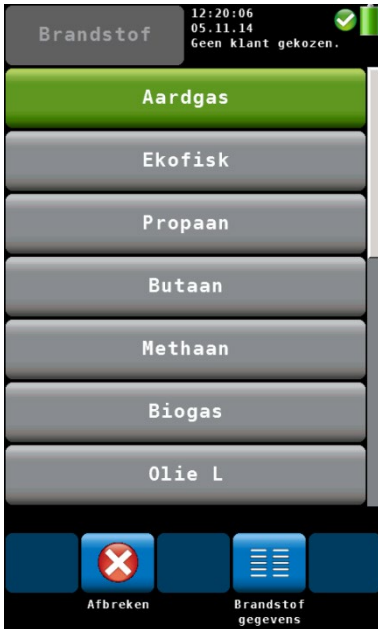 Brandstof
12:20:06
05.11.14
Geen klant gekozen.
Aardgas
Ekofisk
Propaan
Butaan
Methaan
Biogas
Olie L
Afbreken
Brandstof
gegevens